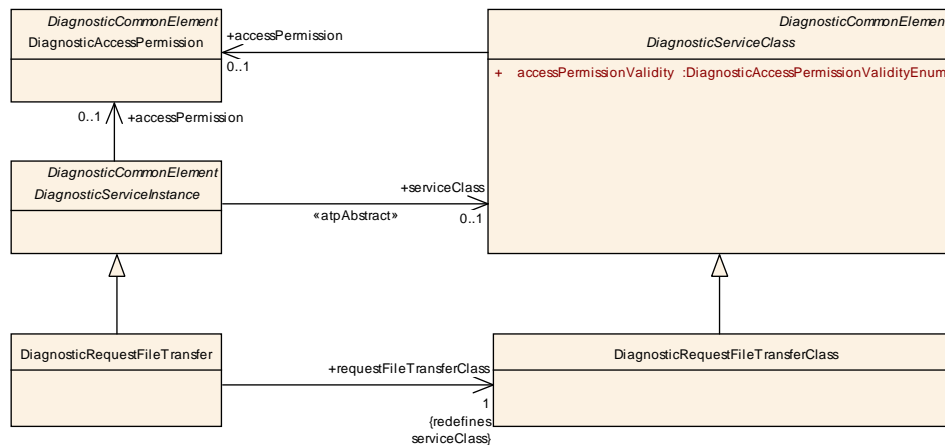 DiagnosticCommonElement
DiagnosticAccessPermission
+accessPermission
0..1
DiagnosticCommonElemen
DiagnosticServiceClass
+ accessPermissionValidity :DiagnosticAccessPermissionValidityEnum
0..1
+accessPermission
DiagnosticCommonElement
DiagnosticServiceInstance
+serviceClass
«atpAbstract»
0..1
DiagnosticRequestFileTransfer
DiagnosticRequestFileTransferClass
+requestFileTransferClass
1
{redefines
serviceClass}